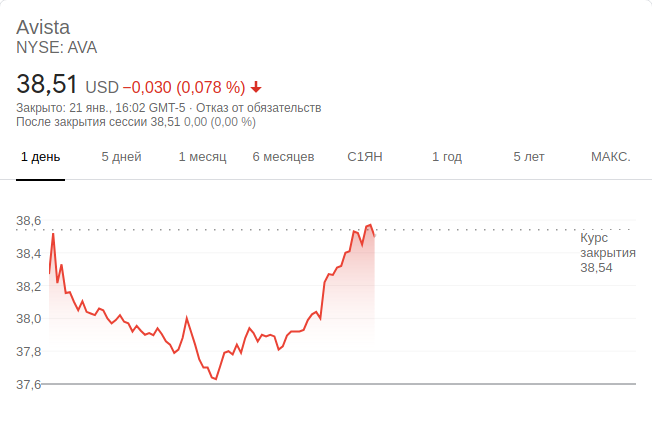 Avista
NYSE: AVA
38,51 USD −0,030 (0,078 %)
Закрыто: 21 янв., 16:02 GMT-5 · Отказ от обязательств
После закрытия сессии 38,51 0,00 (0,00 %)
1 день 5 дней 1 месяц 6 месяцев С1ЯН 1 год 5 лет МАКС.
38,6
38,4
38,2
38,0
37,8
37,6
Курс
закрытия
38,54